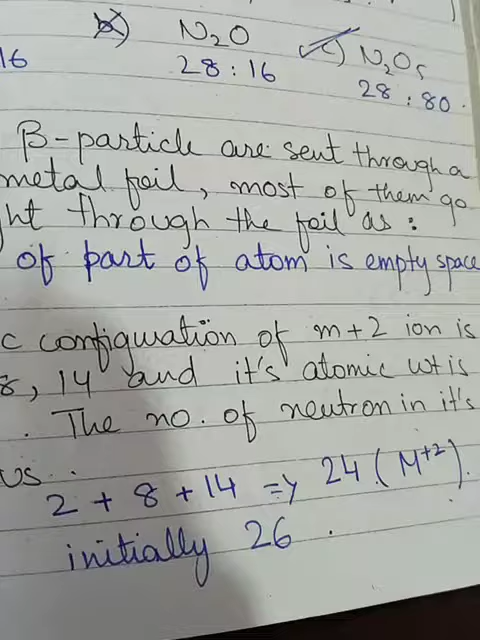 b) N₂O
c) N₂O₅
16 28 : 16 28 : 80.
β-particle are sent through a
metal foil, most of them go
ht through the foil as :
of part of atom is empty space
c configuration of m+2 ion is
8, 14 and it's atomic wt is
. The no. of neutron in it's
us .
2 + 8 + 14 => 24 (M⁺²).
initially 26 .